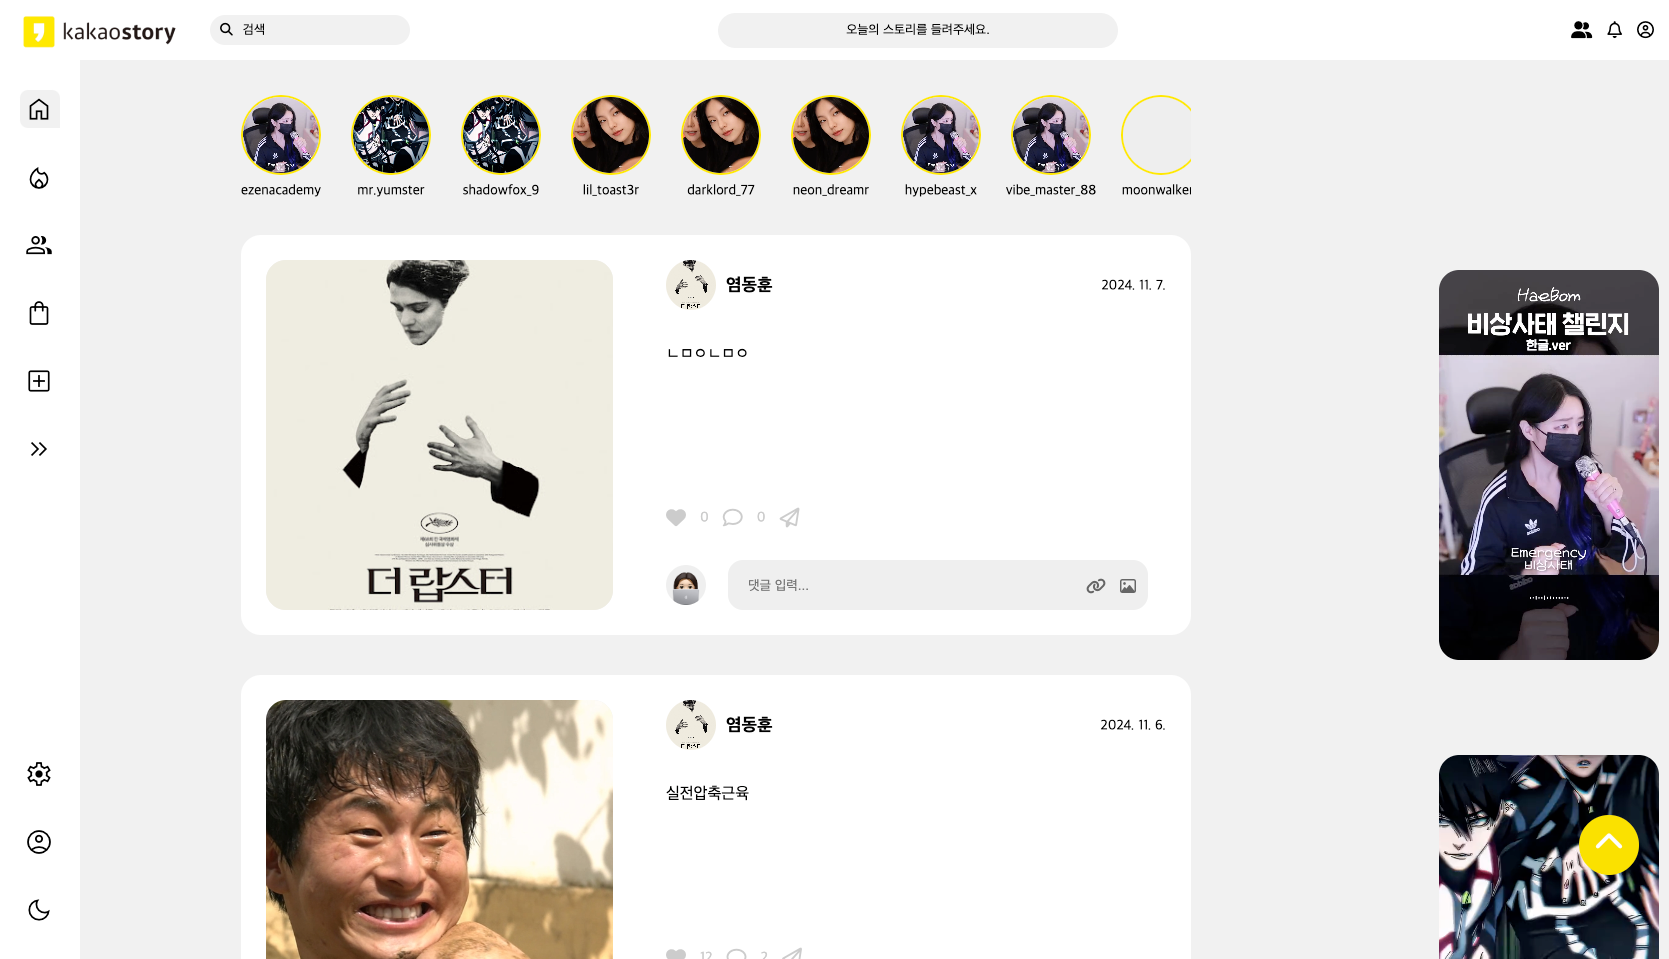 kakaostory
검색
오늘의 스토리를 들려주세요.
ezenacademy
mr.yumster
shadowfox_9
lil_toast3r
darklord_77
neon_dreamr
hypebeast_x
vibe_master_88
moonwalker
염동훈
2024. 11. 7.
ㄴㅁㅇㄴㅁㅇ
더 랍스터
0
0
댓글 입력...
Haebom
비상사태 챌린지
한글.ver
Emergency
비상사태
염동훈
2024. 11. 6.
실전압축근육
12
2